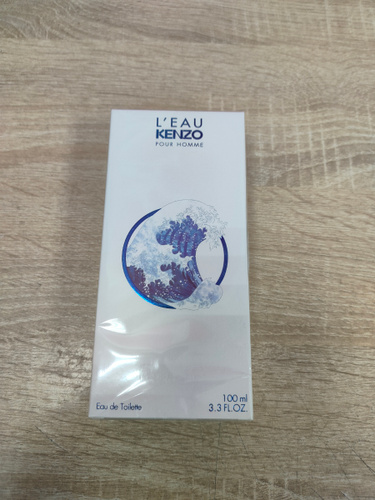 L'EAU
KENZO
POUR HOMME
100 ml
Eau de Toilette 3.3 FL.OZ.